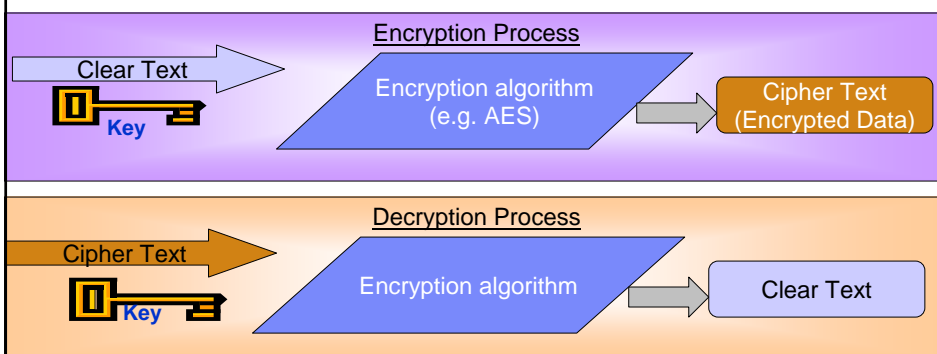 Encryption Process
Clear Text
Key
Encryption algorithm
(e.g. AES)
Cipher Text
(Encrypted Data)
Decryption Process
Cipher Text
Key
Encryption algorithm
Clear Text